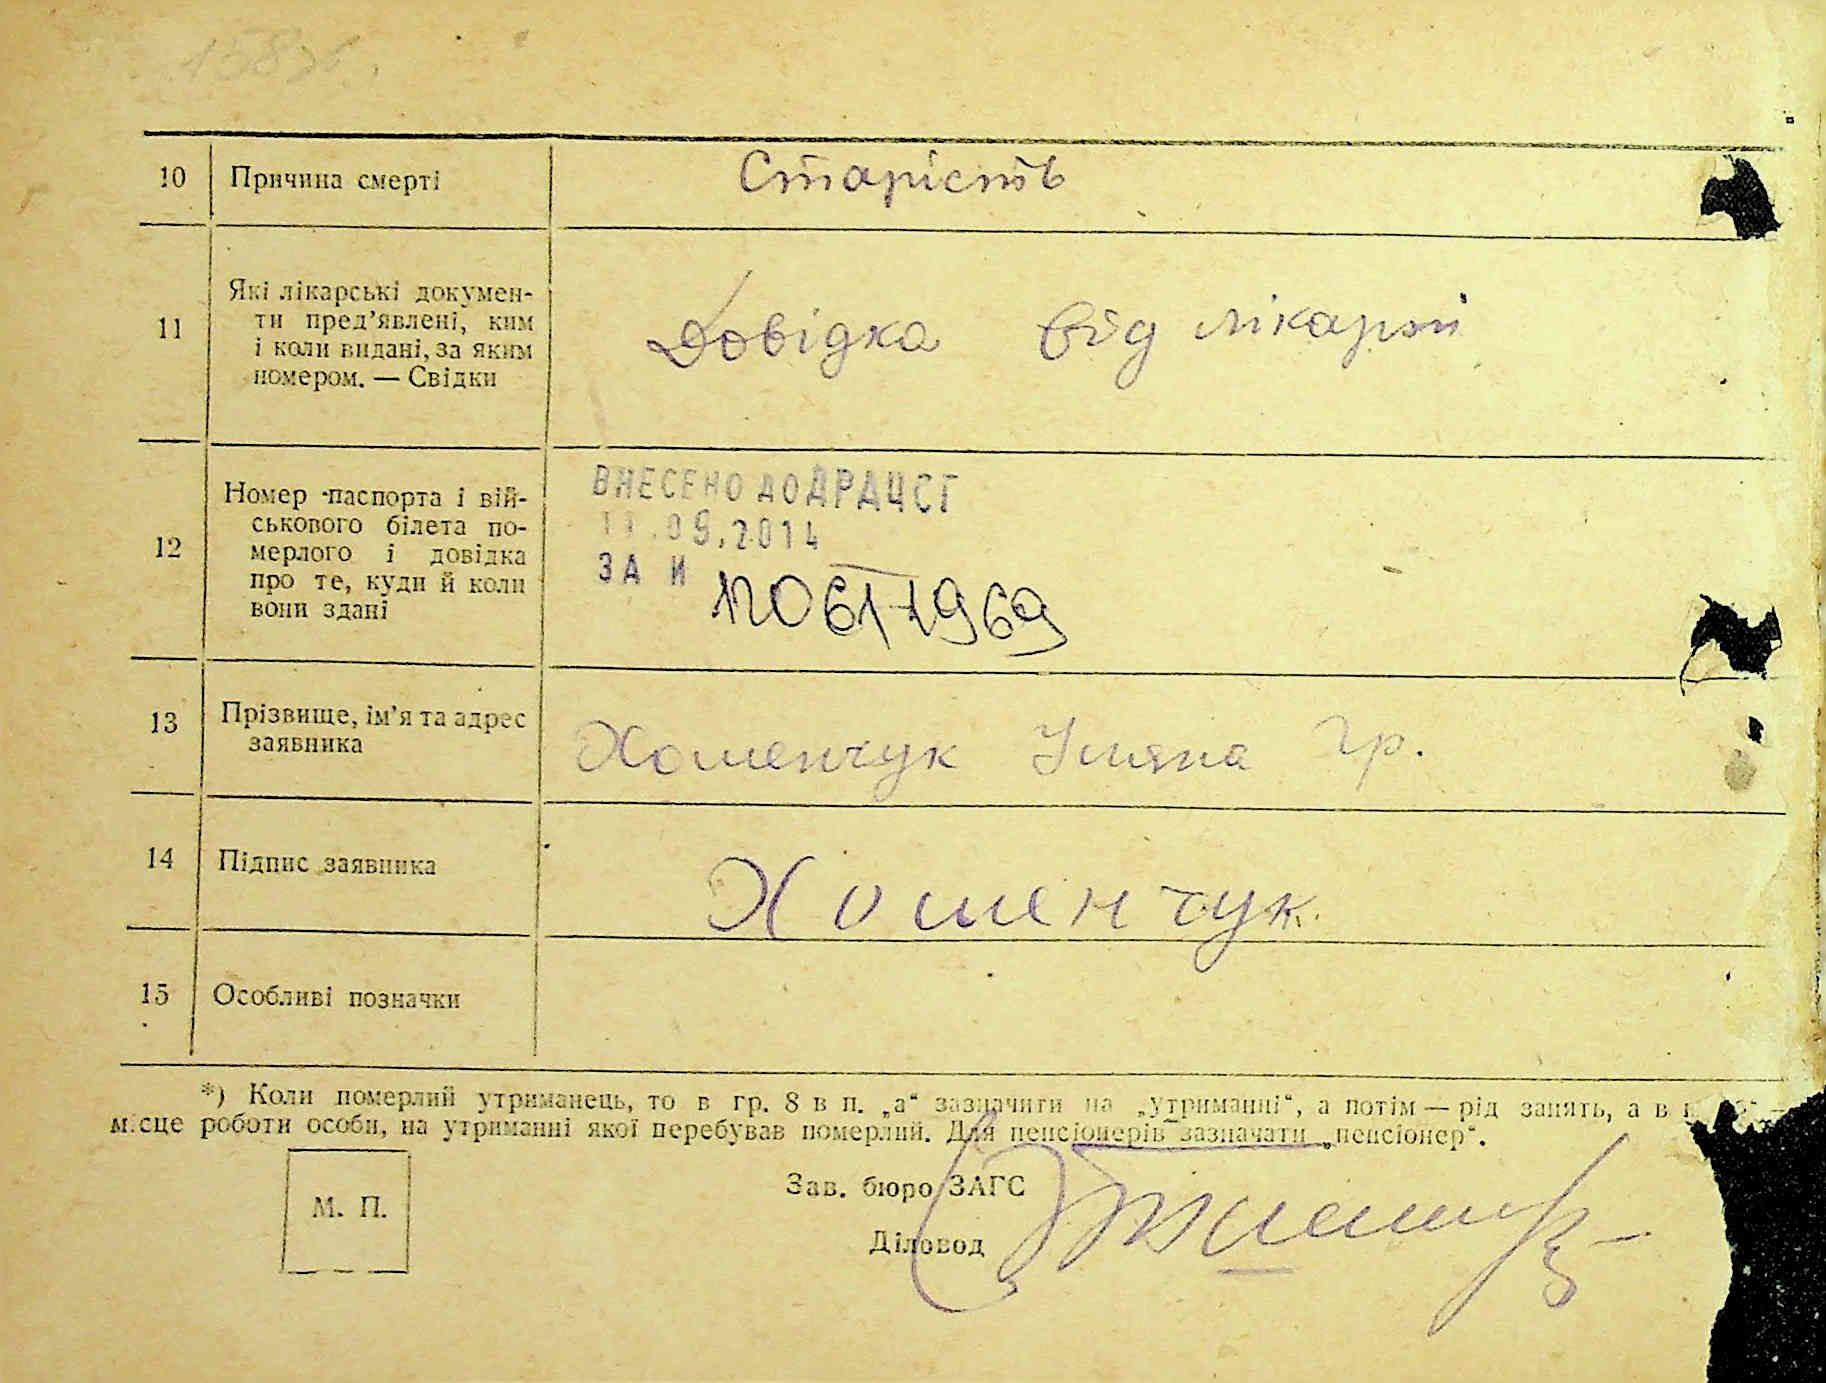 158
10 Причина смерті Старість
11 Які лікарські докумен-
ти пред'явлені, ким
і коли видані, за яким
номером. — Свідки
Довідка від лікарні
12 Номер паспорта і вій-
ськового білета по-
мерлого і довідка
про те, куди й коли
вони здані
ВНЕСЕНО ДО ДРАЦСГ
11.09.2014
ЗА И
1206171969
13 Прізвище, ім'я та адрес
заявника
Хоменчук Уляна Гр.
14 Підпис заявника Хоменчук
15 Особливі позначки
*) Коли померлий утриманець, то в гр. 8 в п. „а“ зазначити на „утриманні“, а потім — рід занять, а в
місце роботи особи, на утриманні якої перебував померлий. Для пенсіонерів зазначати „пенсіонер“.
М. П.
Зав. бюро ЗАГС
Діловод